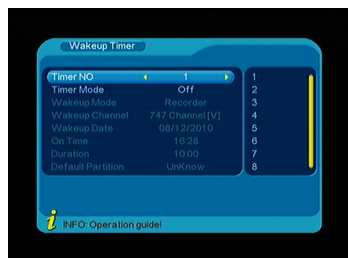 Wakeup Timer
Timer NO 1
Timer Mode Off
Wakeup Mode Recorder
Wakeup Channel 747 Channel [V]
Wakeup Date 08/12/2010
On Time 16:28
Duration 10:00
Default Partition UnKnow
1
2
3
4
5
6
7
8
INFO: Operation guide!